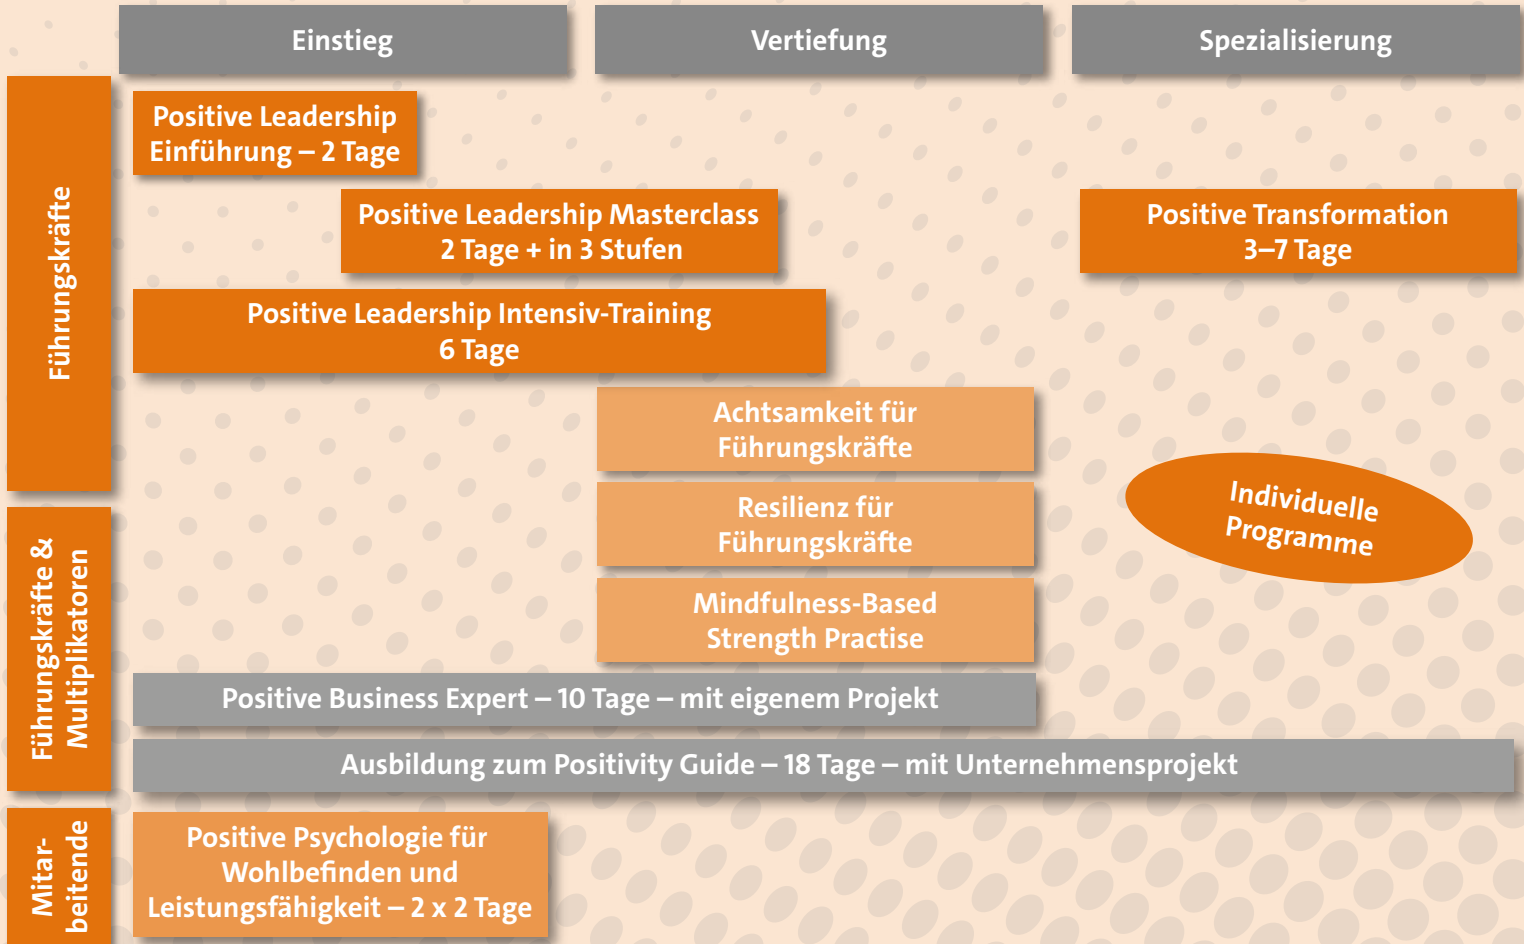 Einstieg
Vertiefung
Spezialisierung
Führungskräfte
Positive Leadership
Einführung – 2 Tage
Positive Leadership Masterclass
2 Tage + in 3 Stufen
Positive Transformation
3–7 Tage
Positive Leadership Intensiv-Training
6 Tage
Achtsamkeit für
Führungskräfte
Führungskräfte &
Multiplikatoren
Resilienz für
Führungskräfte
Individuelle
Programme
Mindfulness-Based
Strength Practise
Positive Business Expert – 10 Tage – mit eigenem Projekt
Ausbildung zum Positivity Guide – 18 Tage – mit Unternehmensprojekt
Mitar-
beitende
Positive Psychologie für
Wohlbefinden und
Leistungsfähigkeit – 2 x 2 Tage